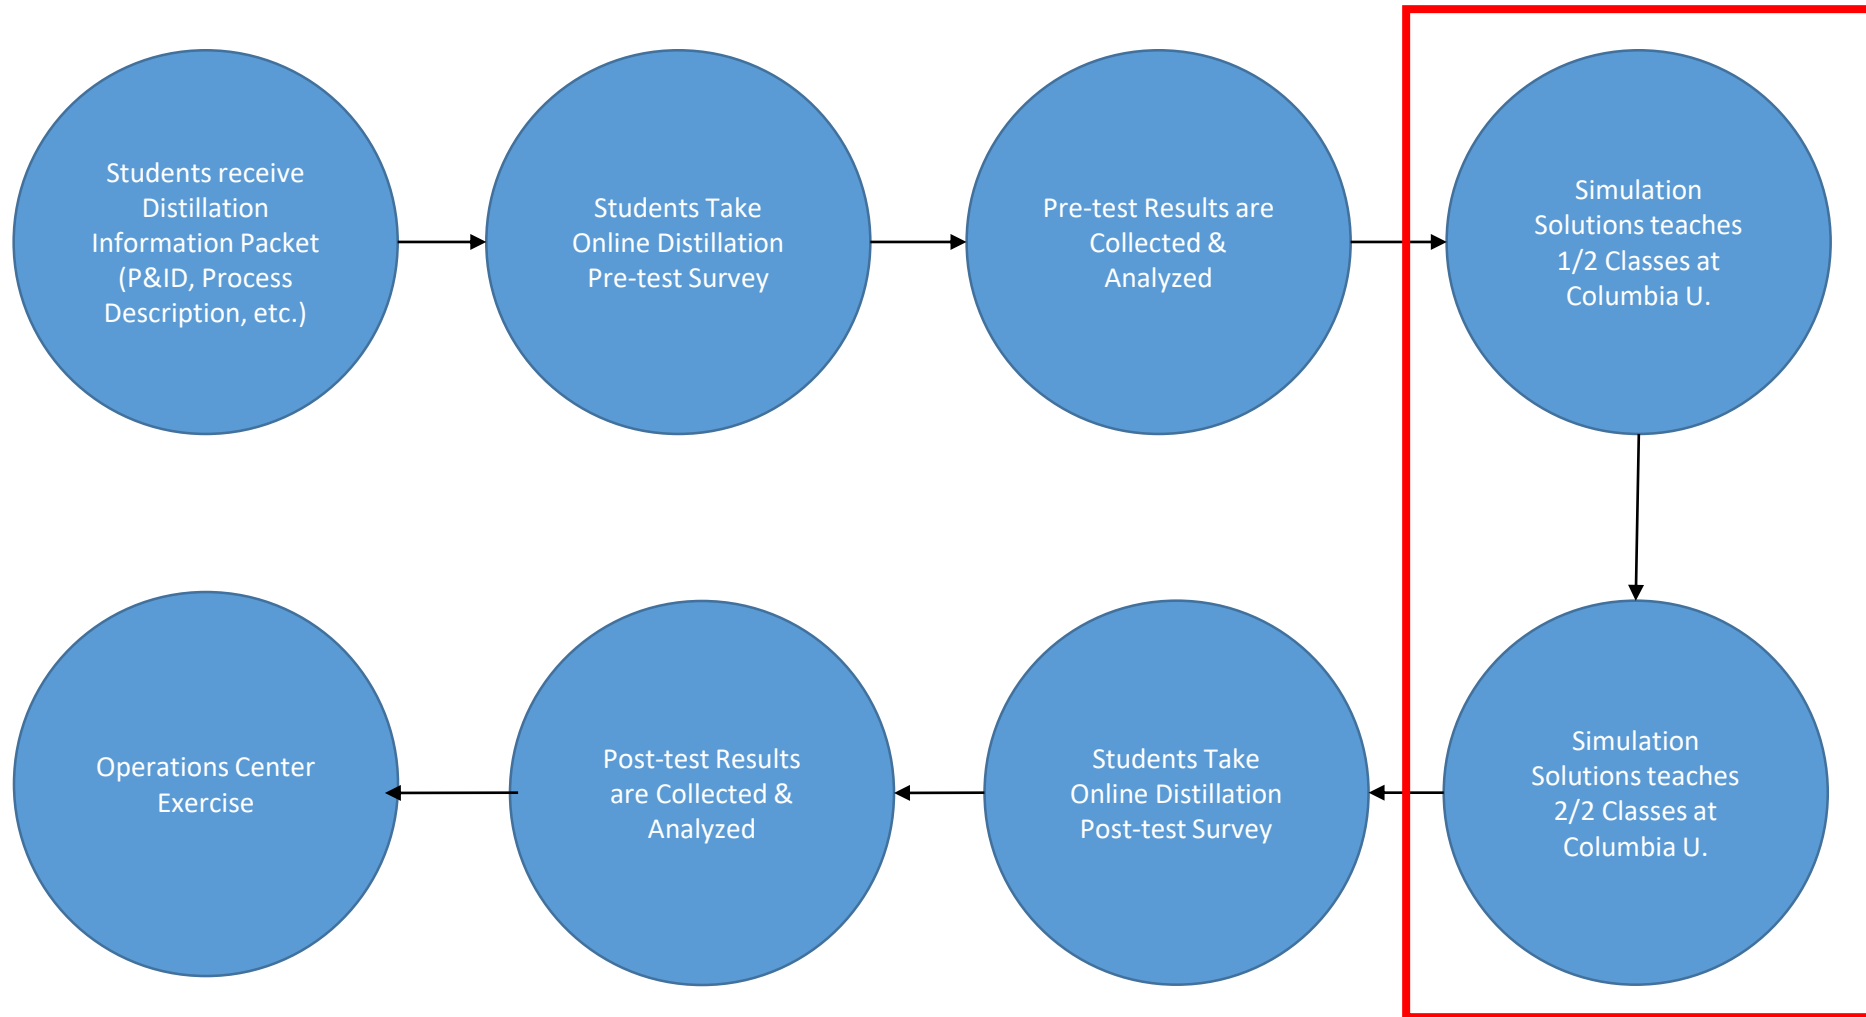 Students receive
Distillation
Information Packet
(P&ID, Process
Description, etc.)
Students Take
Online Distillation
Pre-test Survey
Pre-test Results are
Collected &
Analyzed
Simulation
Solutions teaches
1/2 Classes at
Columbia U.
Simulation
Solutions teaches
2/2 Classes at
Columbia U.
Students Take
Online Distillation
Post-test Survey
Post-test Results
are Collected &
Analyzed
Operations Center
Exercise